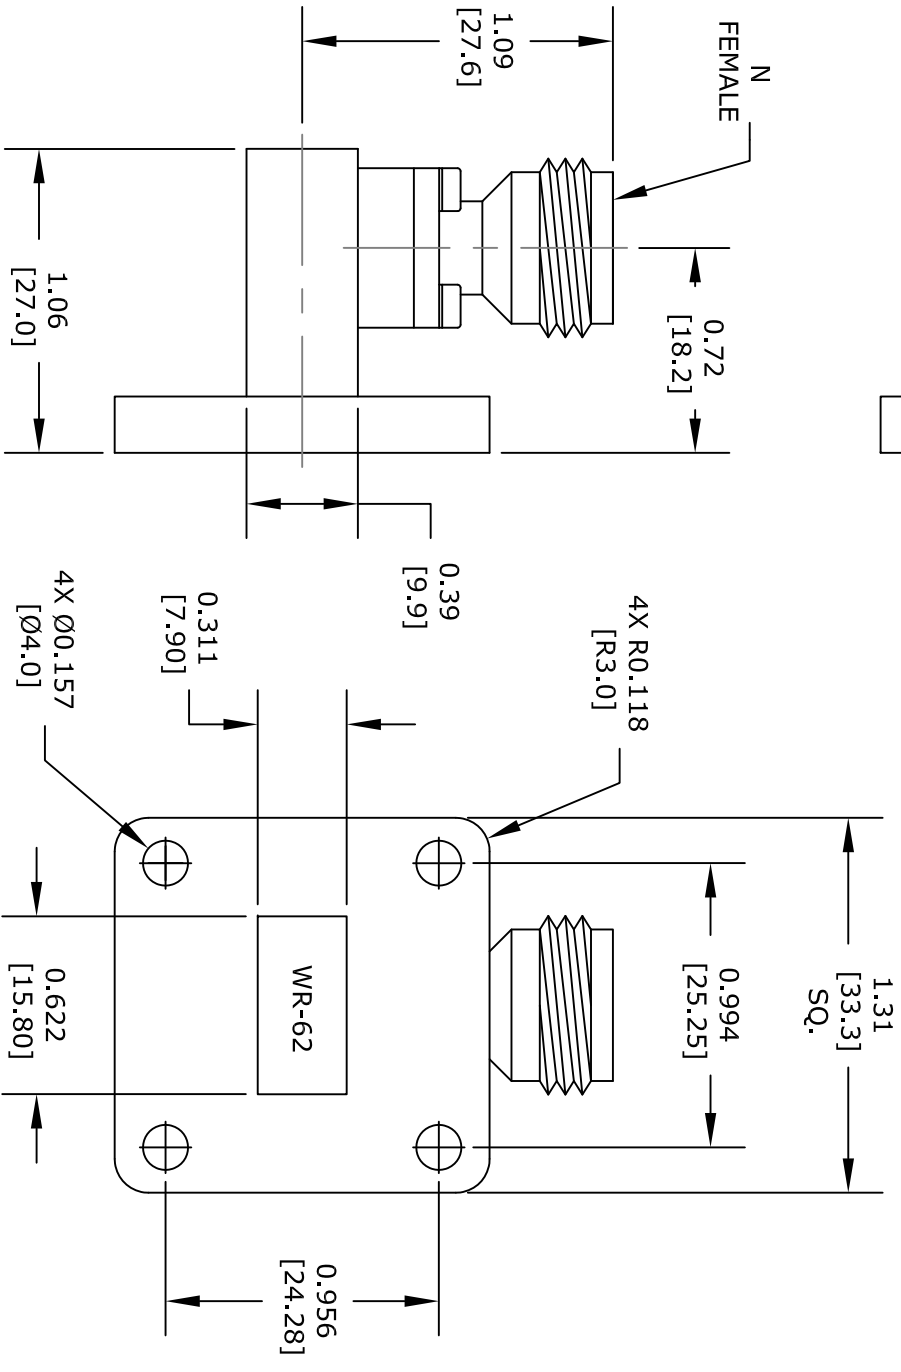 N
FEMALE
1.09
[27.6]
0.72
[18.2]
1.06
[27.0]
0.39
[9.9]
4X R0.118
[R3.0]
0.311
[7.90]
4X Ø0.157
[Ø4.0]
1.31
[33.3]
SQ.
0.994
[25.25]
WR-62
0.622
[15.80]
0.956
[24.28]